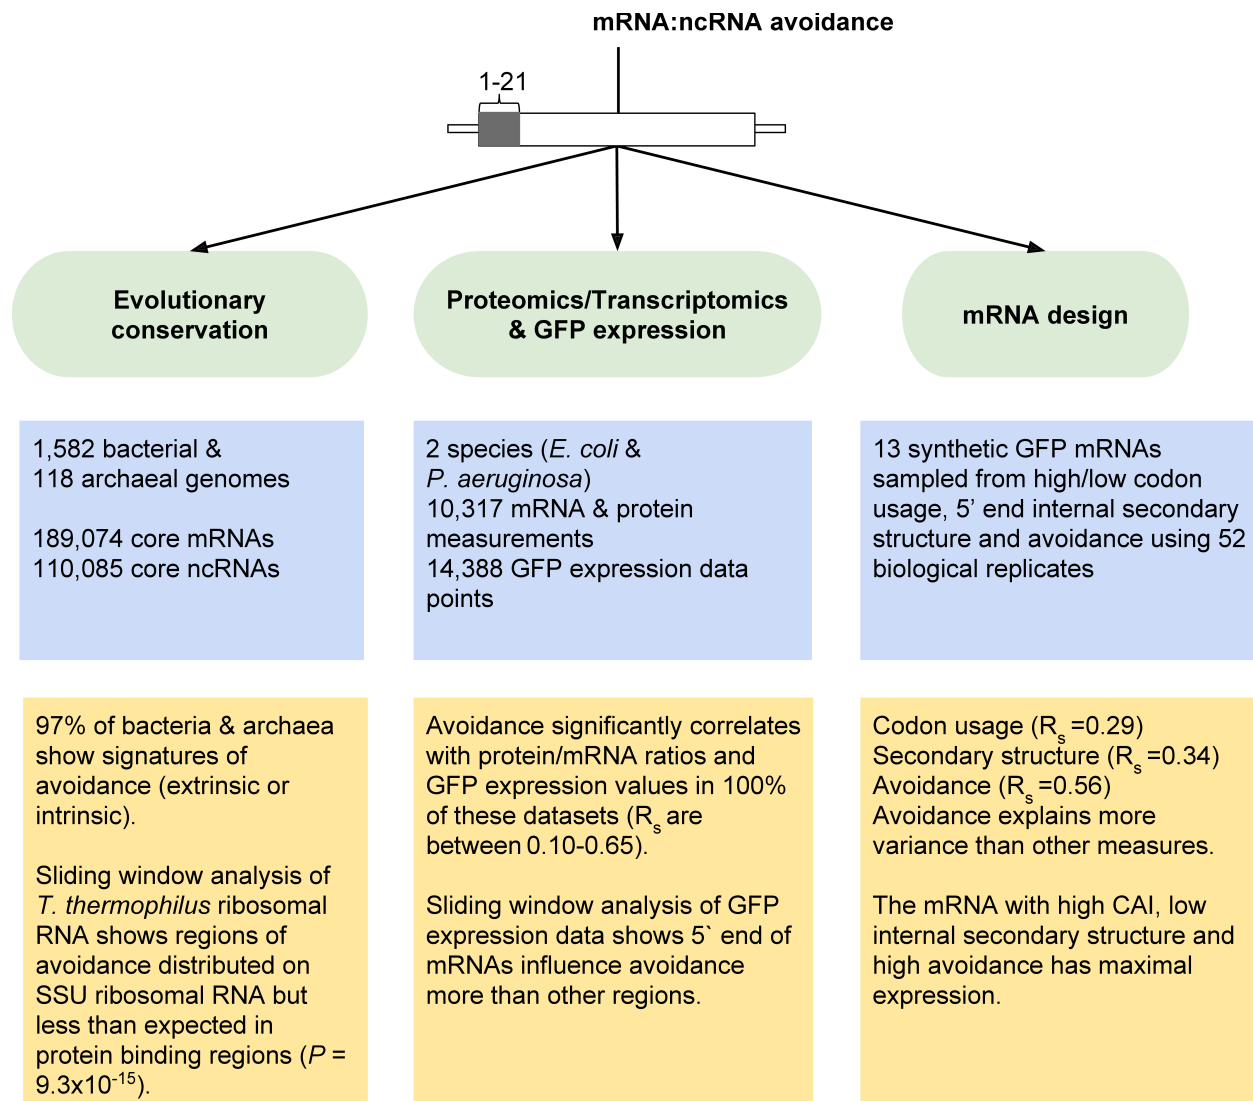 mRNA:ncRNA avoidance
1-21
Evolutionary
conservation
Proteomics/Transcriptomics
& GFP expression
mRNA design
1,582 bacterial &
118 archaeal genomes
189,074 core mRNAs
110,085 core ncRNAs
2 species (E. coli &
P. aeruginosa)
10,317 mRNA & protein
measurements
14,388 GFP expression data
points
13 synthetic GFP mRNAs
sampled from high/low codon
usage, 5’ end internal secondary
structure and avoidance using 52
biological replicates
97% of bacteria & archaea
show signatures of
avoidance (extrinsic or
intrinsic).
Sliding window analysis of
T. thermophilus ribosomal
RNA shows regions of
avoidance distributed on
SSU ribosomal RNA but
less than expected in
protein binding regions (P =
9.3x10-15).
Avoidance significantly correlates
with protein/mRNA ratios and
GFP expression values in 100%
of these datasets (Rs are
between 0.10-0.65).
Sliding window analysis of GFP
expression data shows 5` end of
mRNAs influence avoidance
more than other regions.
Codon usage (Rs =0.29)
Secondary structure (Rs =0.34)
Avoidance (Rs =0.56)
Avoidance explains more
variance than other measures.
The mRNA with high CAI, low
internal secondary structure and
high avoidance has maximal
expression.